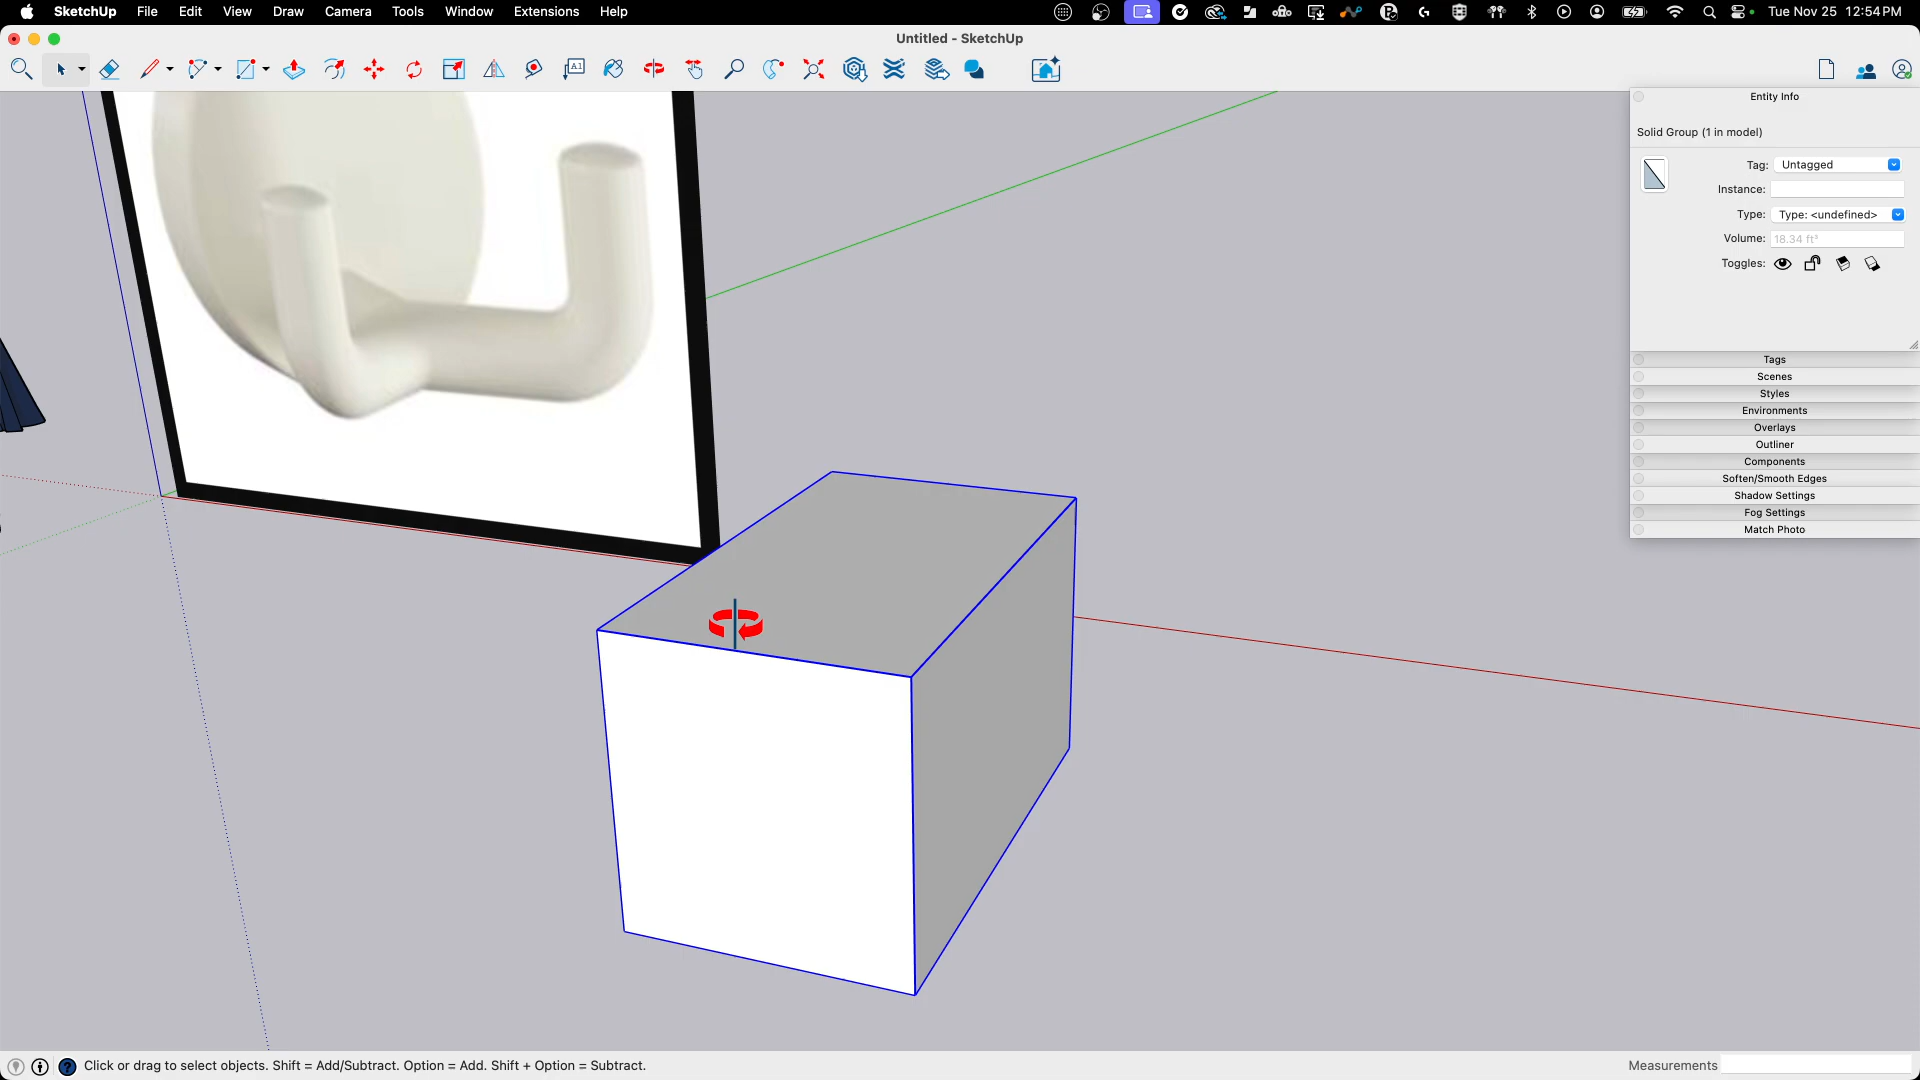 SketchUp File Edit View Draw Camera Tools Window Extensions Help
Tue Nov 25 12:54 PM
Untitled - SketchUp
A1
Entity Info
Solid Group (1 in model)
Tag: Untagged
Instance:
Type: Type: <undefined>
Volume: 18.34 ft³
Toggles:
Tags
Scenes
Styles
Environments
Overlays
Outliner
Components
Soften/Smooth Edges
Shadow Settings
Fog Settings
Match Photo
Click or drag to select objects. Shift = Add/Subtract. Option = Add. Shift + Option = Subtract.
Measurements